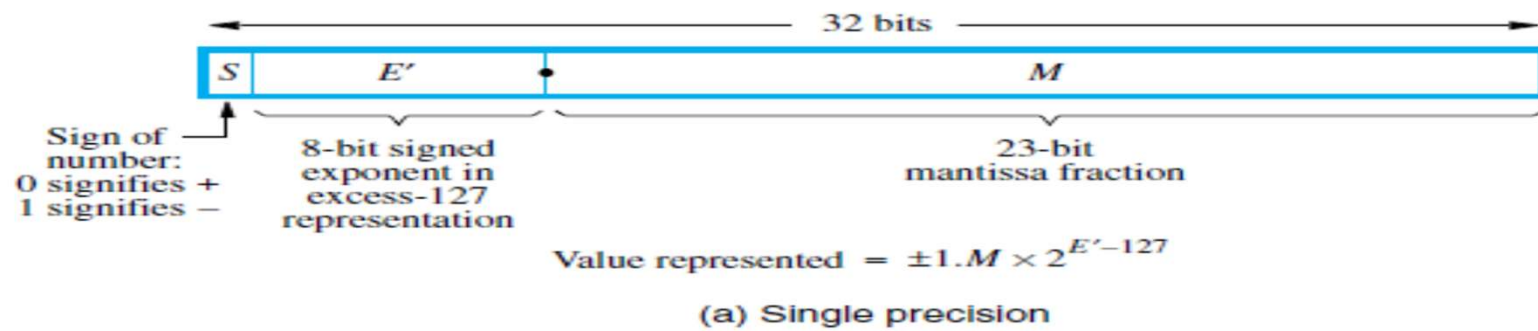 32 bits
S E′ M
Sign of
number:
0 signifies +
1 signifies −
8-bit signed
exponent in
excess-127
representation
23-bit
mantissa fraction
Value represented = ±1.M × 2^{E′−127}
(a) Single precision